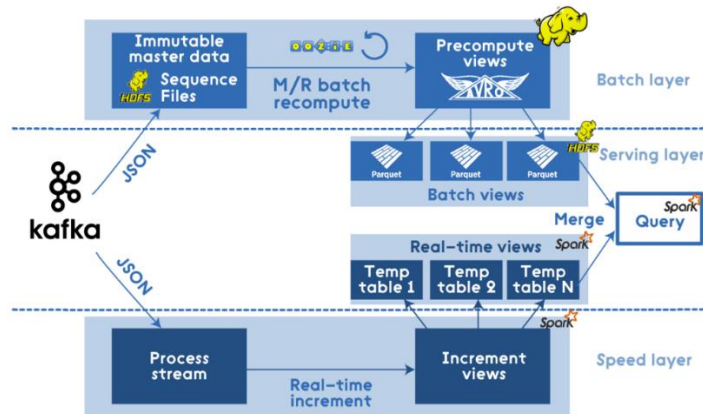 Immutable
master data
HDFS
Sequence
Files
OOZIE
M/R batch
recompute
Precompute
views
AVRO
Batch layer
JSON
kafka
JSON
Parquet
Parquet
Parquet
HDFS
Batch views
Serving layer
Merge
Query
Spark
Real-time views
Spark
Temp
table 1
Temp
table 2
Temp
table N
Process
stream
Real-time
increment
Increment
views
Spark
Speed layer